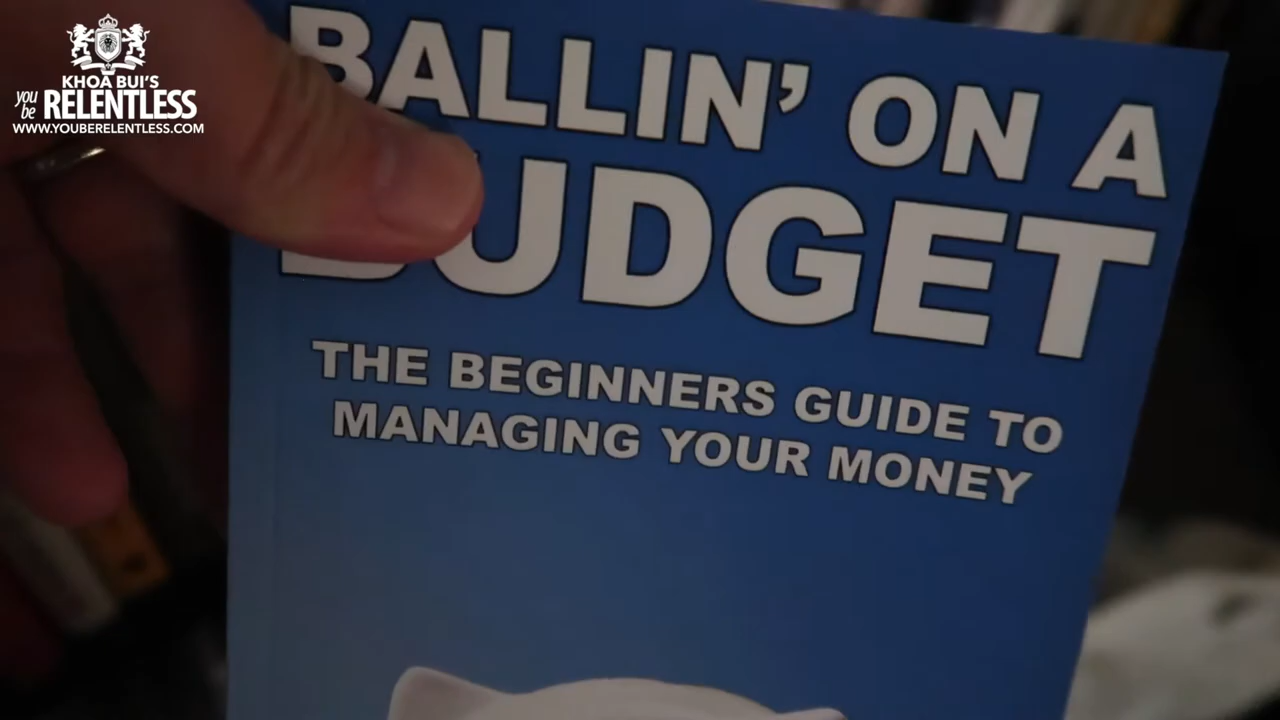 KHOA BUI'S
you be RELENTLESS
WWW.YOUBERELENTLESS.COM
BALLIN' ON A
BUDGET
THE BEGINNERS GUIDE TO
MANAGING YOUR MONEY